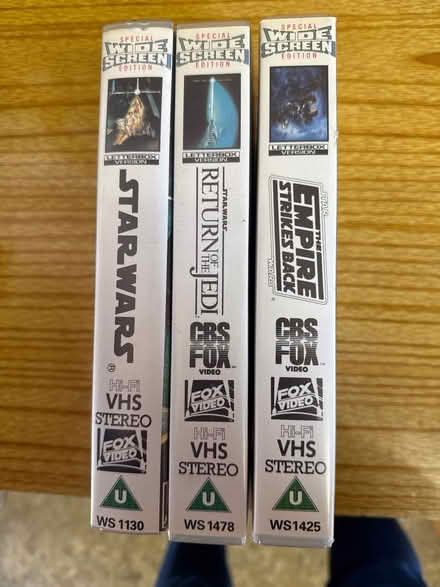 SPECIAL
WIDE
SCREEN
EDITION
LETTERBOX
VERSION
STAR WARS
®
Hi-Fi
VHS
STEREO
FOX
VIDEO
U
WS 1130
SPECIAL
WIDE
SCREEN
EDITION
LETTERBOX
VERSION
STAR WARS
RETURN OF THE JEDI
CBS
FOX
VIDEO
FOX
VIDEO
Hi-Fi
VHS
STEREO
U
WS 1478
SPECIAL
WIDE
SCREEN
EDITION
LETTERBOX
VERSION
STAR
THE
EMPIRE
STRIKES BACK
WARS
CBS
FOX
VIDEO
FOX
VIDEO
Hi-Fi
VHS
STEREO
U
WS1425